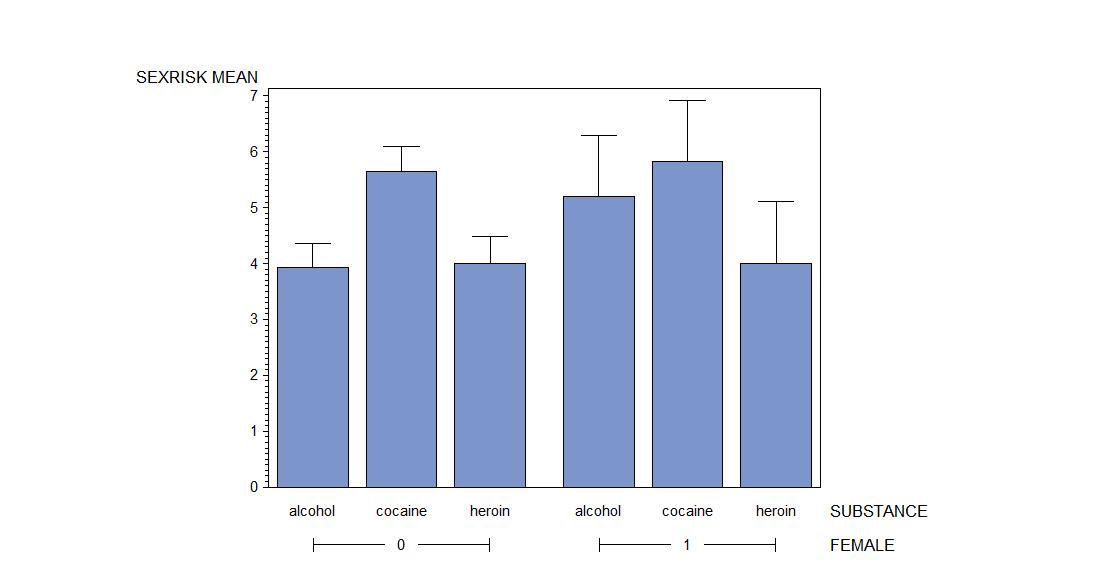 SEXRISK MEAN
7
6
5
4
3
2
1
0
alcohol cocaine heroin alcohol cocaine heroin SUBSTANCE
0 1 FEMALE